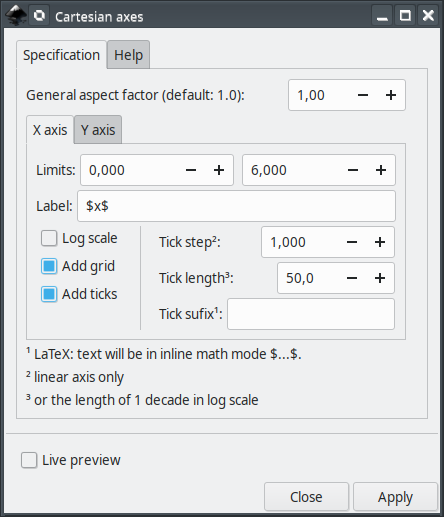 Cartesian axes
Specification Help
General aspect factor (default: 1.0): 1,00
X axis Y axis
Limits: 0,000 6,000
Label: $x$
Log scale Tick step²: 1,000
Add grid Tick length³: 50,0
Add ticks Tick sufix¹:
¹ LaTeX: text will be in inline math mode $...$.
² linear axis only
³ or the length of 1 decade in log scale
Live preview
Close Apply